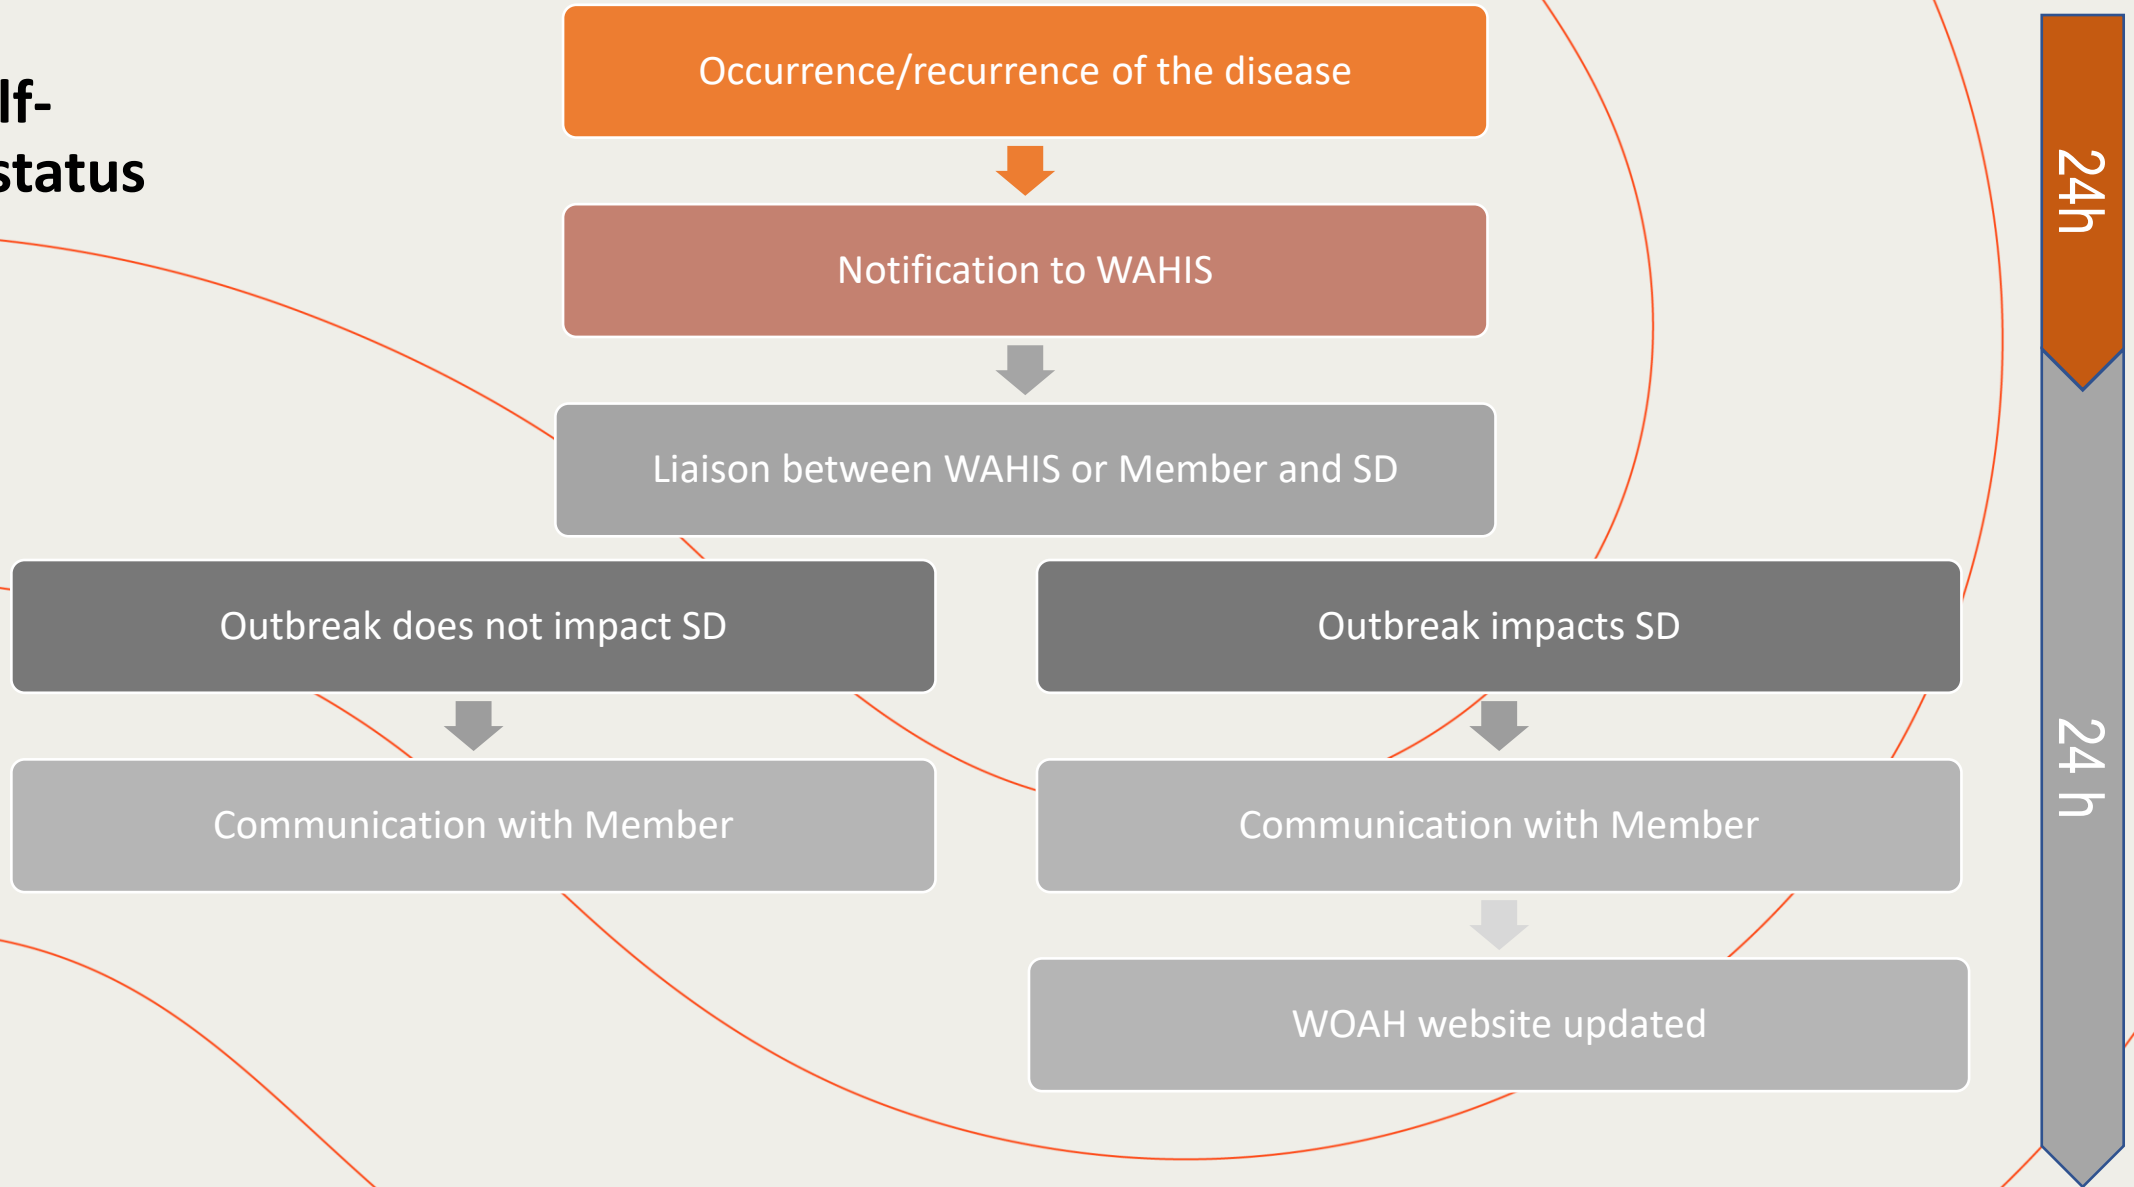 lf-
status
Occurrence/recurrence of the disease
Notification to WAHIS
Liaison between WAHIS or Member and SD
Outbreak does not impact SD
Outbreak impacts SD
Communication with Member
Communication with Member
WOAH website updated
24h
24 h